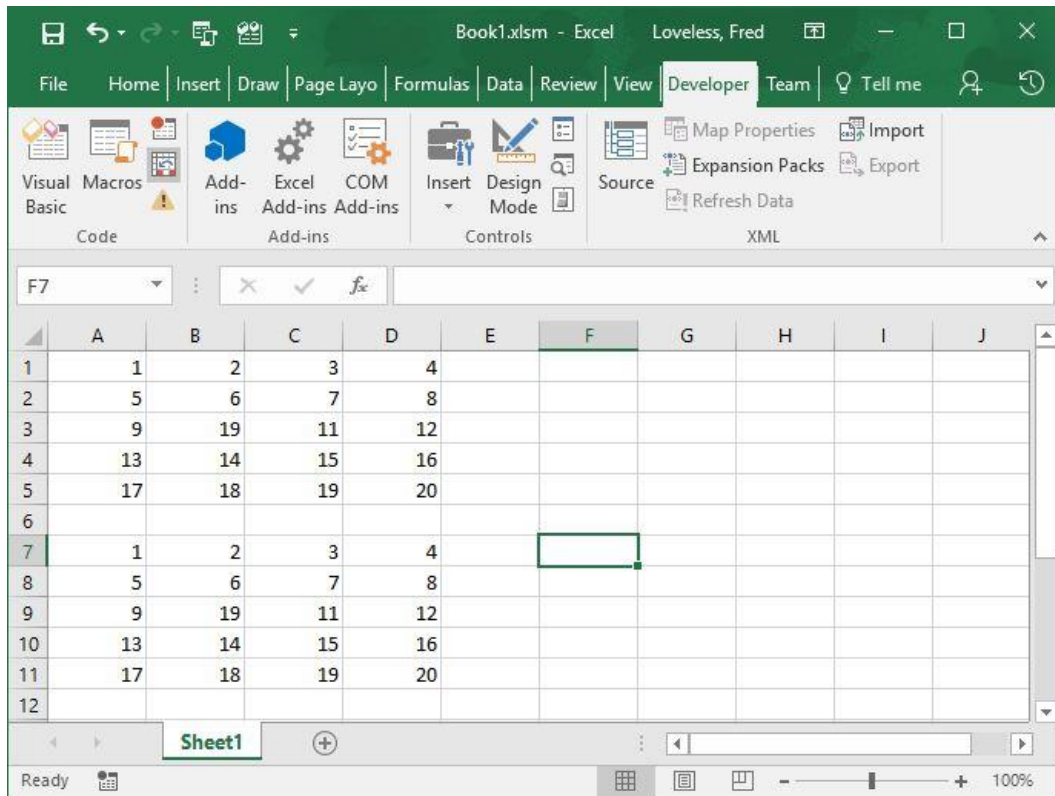 Book1.xlsm - Excel Loveless, Fred
File Home Insert Draw Page Layo Formulas Data Review View Developer Team Tell me
Visual Basic Macros Add-ins Excel Add-ins COM Add-ins Insert Design Mode Source Map Properties Import
Expansion Packs Export
Refresh Data
Code Add-ins Controls XML
F7 fx
A B C D E F G H I J
1 1 2 3 4
2 5 6 7 8
3 9 19 11 12
4 13 14 15 16
5 17 18 19 20
6
7 1 2 3 4
8 5 6 7 8
9 9 19 11 12
10 13 14 15 16
11 17 18 19 20
12
Sheet1
Ready 100%